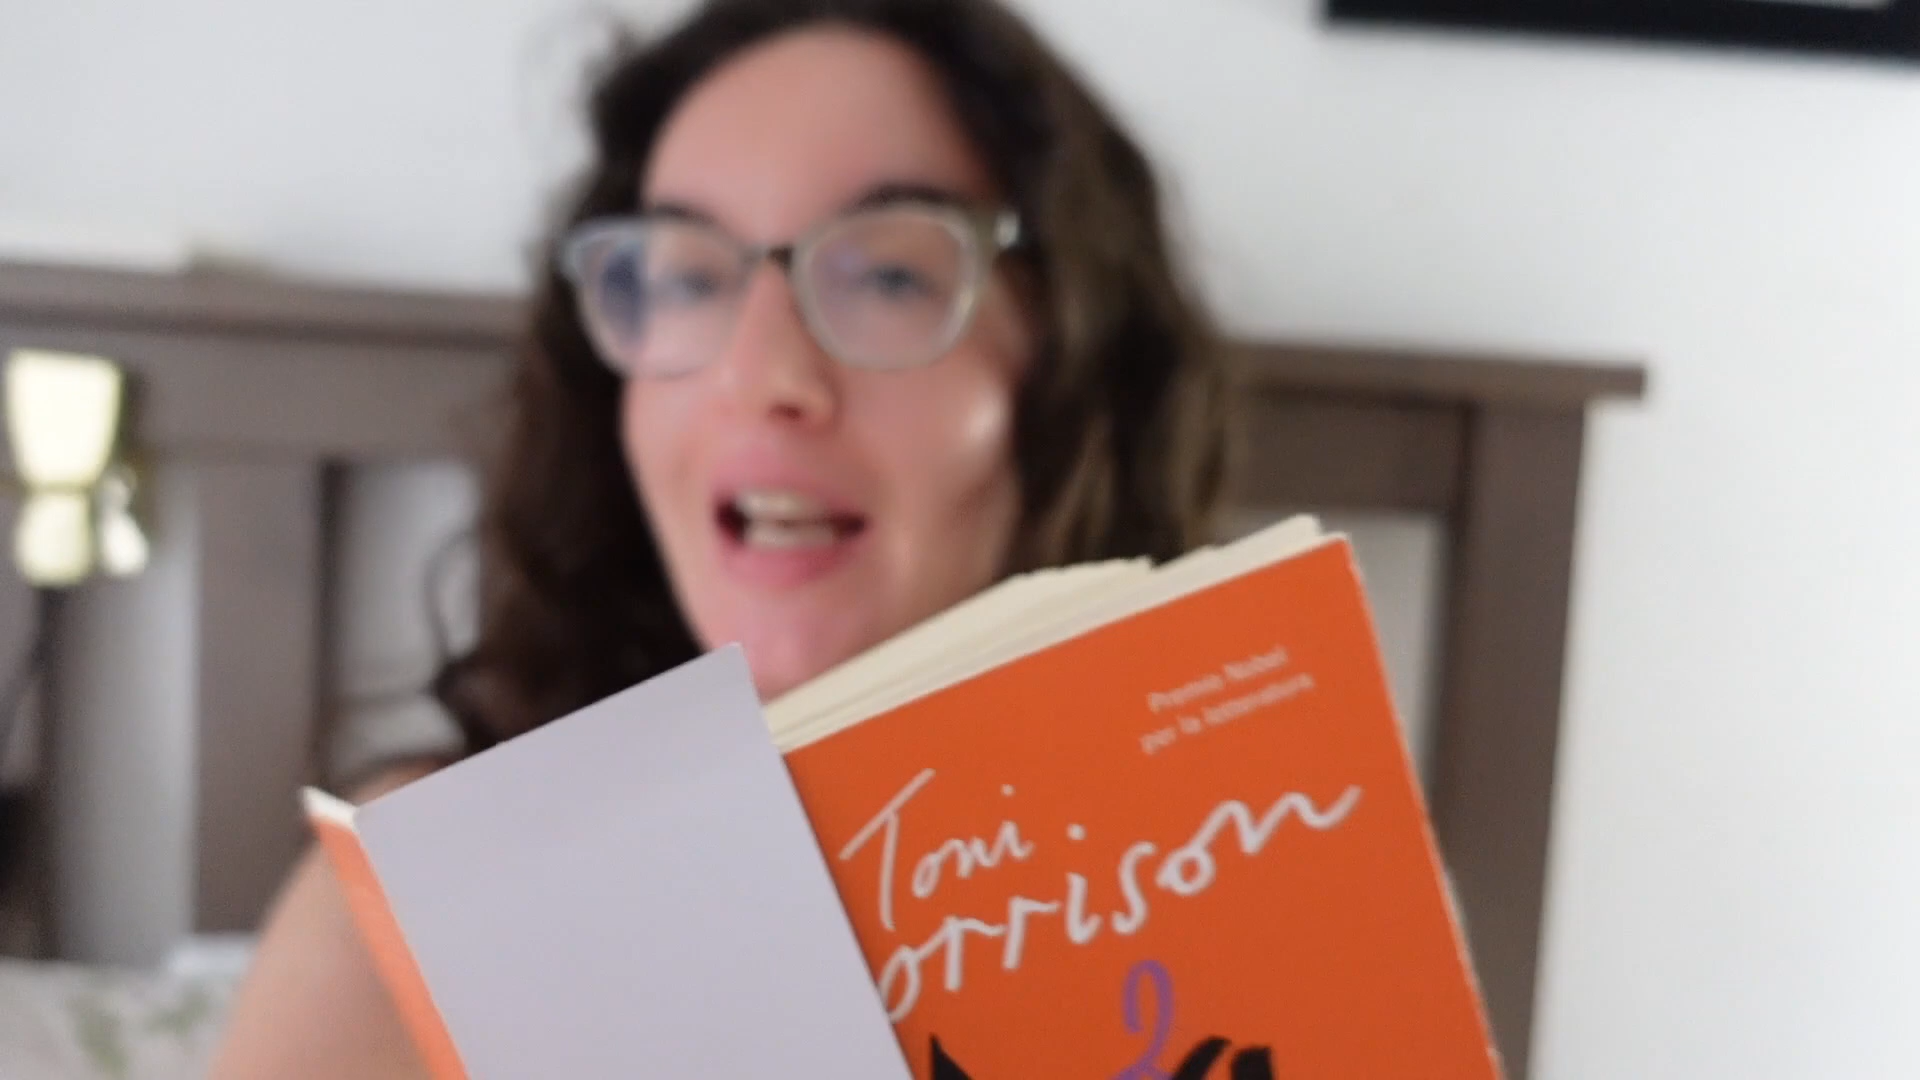 Premio Nobel
per la letteratura
Toni
orrison